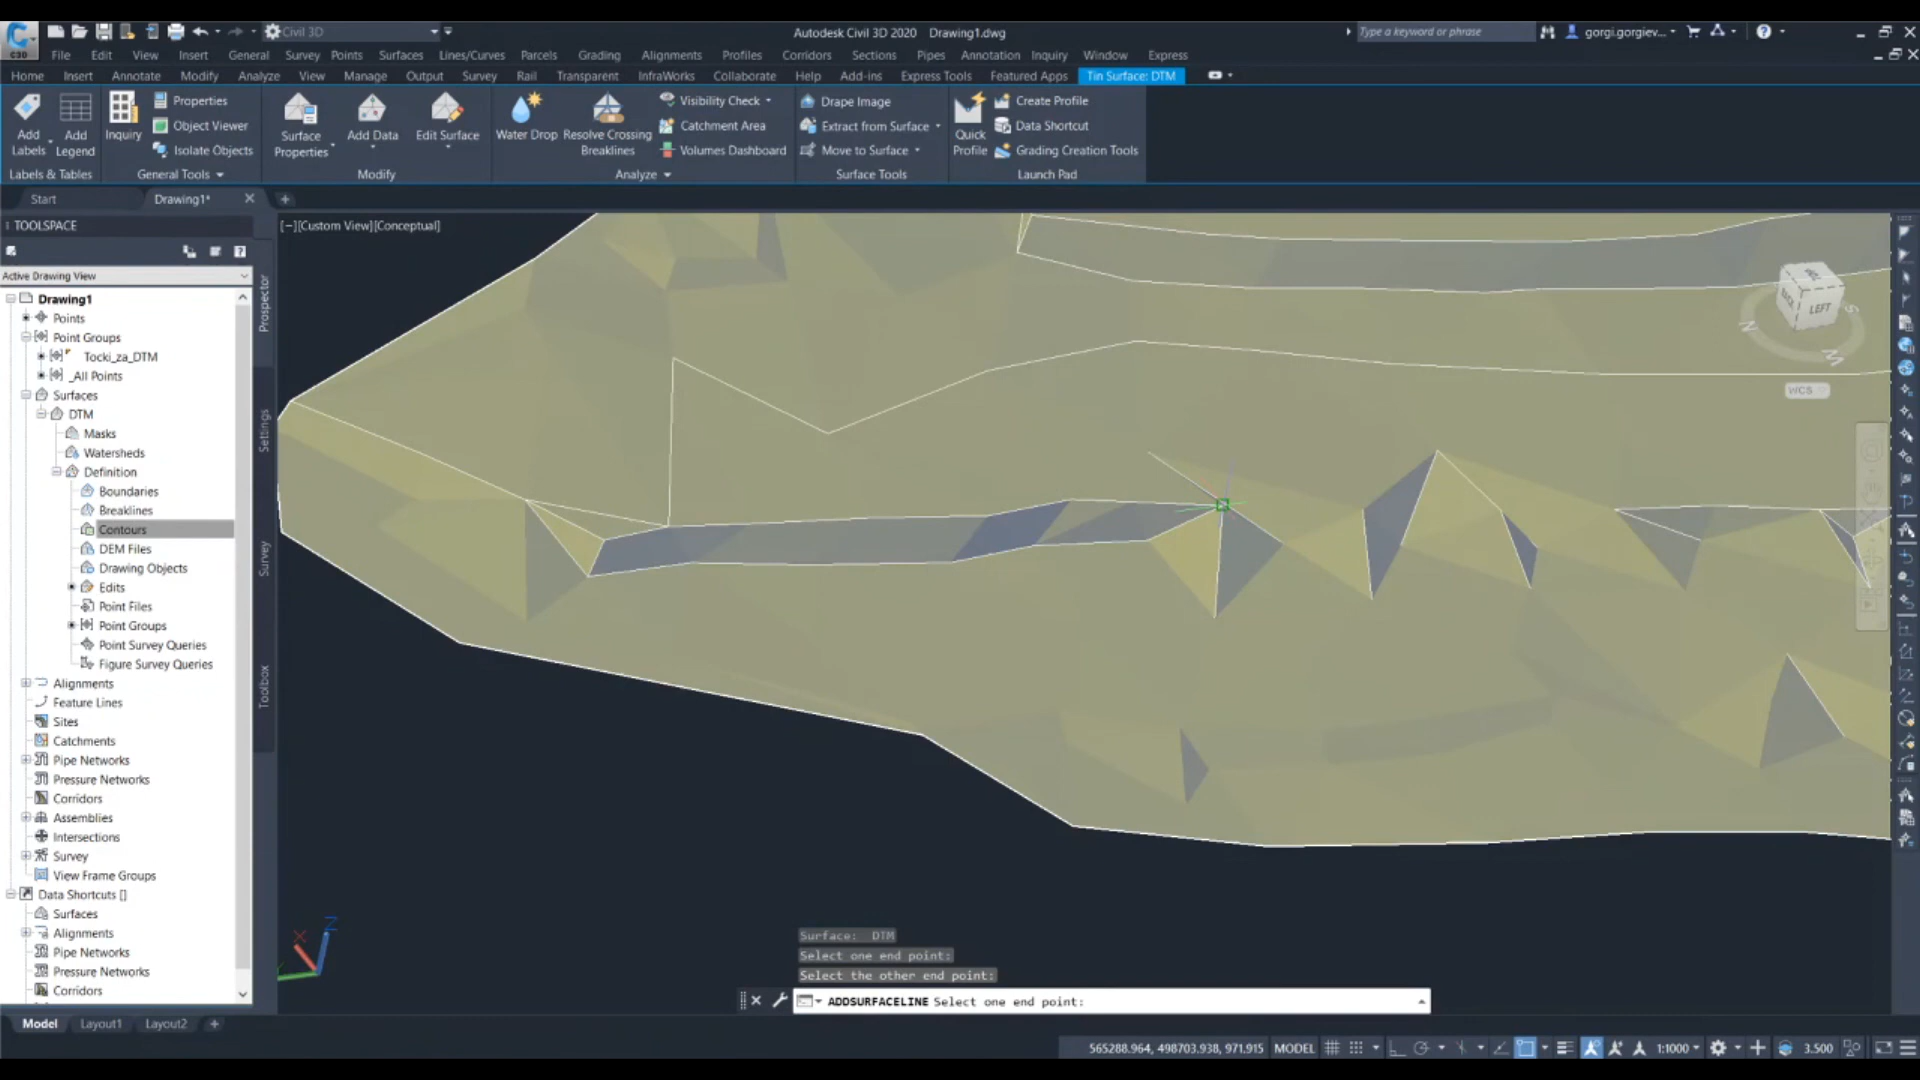 C3D
Civil 3D
Autodesk Civil 3D 2020 Drawing1.dwg
Type a keyword or phrase
gorgi.gorgiev...
File Edit View Insert General Survey Points Surfaces Lines/Curves Parcels Grading Alignments Profiles Corridors Sections Pipes Annotation Inquiry Window Express
Home Insert Annotate Modify Analyze View Manage Output Survey Rail Transparent InfraWorks Collaborate Help Add-ins Express Tools Featured Apps Tin Surface: DTM
Add Labels
Add Legend
Labels & Tables
Inquiry
Properties
Object Viewer
Isolate Objects
General Tools
Surface Properties
Add Data
Edit Surface
Modify
Water Drop
Resolve Crossing Breaklines
Visibility Check
Catchment Area
Volumes Dashboard
Analyze
Drape Image
Extract from Surface
Move to Surface
Surface Tools
Quick Profile
Create Profile
Data Shortcut
Grading Creation Tools
Launch Pad
Start
Drawing1*
TOOLSPACE
Active Drawing View
Drawing1
Points
Point Groups
Tocki_za_DTM
_All Points
Surfaces
DTM
Masks
Watersheds
Definition
Boundaries
Breaklines
Contours
DEM Files
Drawing Objects
Edits
Point Files
Point Groups
Point Survey Queries
Figure Survey Queries
Alignments
Feature Lines
Sites
Catchments
Pipe Networks
Pressure Networks
Corridors
Assemblies
Intersections
Survey
View Frame Groups
Data Shortcuts []
Surfaces
Alignments
Pipe Networks
Pressure Networks
Corridors
Prospector
Settings
Survey
Toolbox
[−][Custom View][Conceptual]
LEFT
N
S
W
WCS
X
Z
Surface: DTM
Select one end point:
Select the other end point:
ADDSURFACELINE Select one end point:
Model Layout1 Layout2
565288.964, 498703.938, 971.915 MODEL 1:1000 3.500